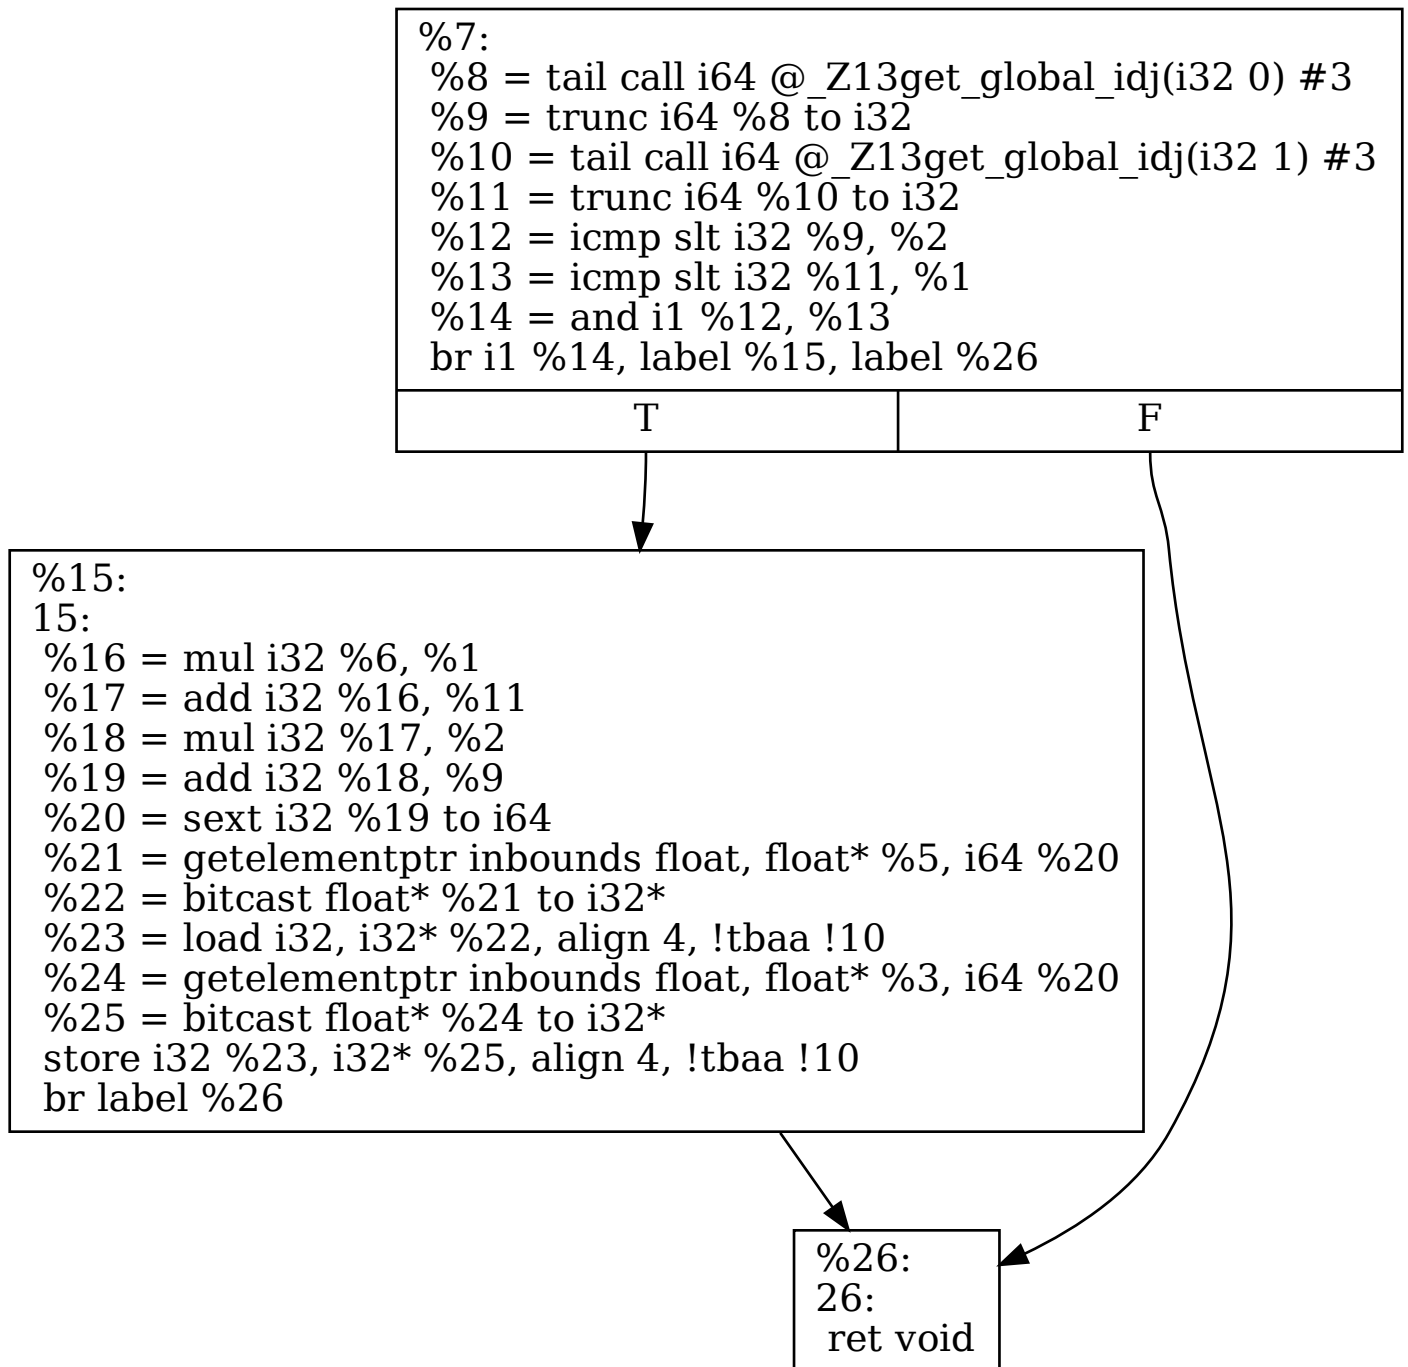 %7:
%8 = tail call i64 @_Z13get_global_idj(i32 0) #3
%9 = trunc i64 %8 to i32
%10 = tail call i64 @_Z13get_global_idj(i32 1) #3
%11 = trunc i64 %10 to i32
%12 = icmp slt i32 %9, %2
%13 = icmp slt i32 %11, %1
%14 = and i1 %12, %13
br i1 %14, label %15, label %26
T
F
%15:
15:
%16 = mul i32 %6, %1
%17 = add i32 %16, %11
%18 = mul i32 %17, %2
%19 = add i32 %18, %9
%20 = sext i32 %19 to i64
%21 = getelementptr inbounds float, float* %5, i64 %20
%22 = bitcast float* %21 to i32*
%23 = load i32, i32* %22, align 4, !tbaa !10
%24 = getelementptr inbounds float, float* %3, i64 %20
%25 = bitcast float* %24 to i32*
store i32 %23, i32* %25, align 4, !tbaa !10
br label %26
%26:
26:
ret void